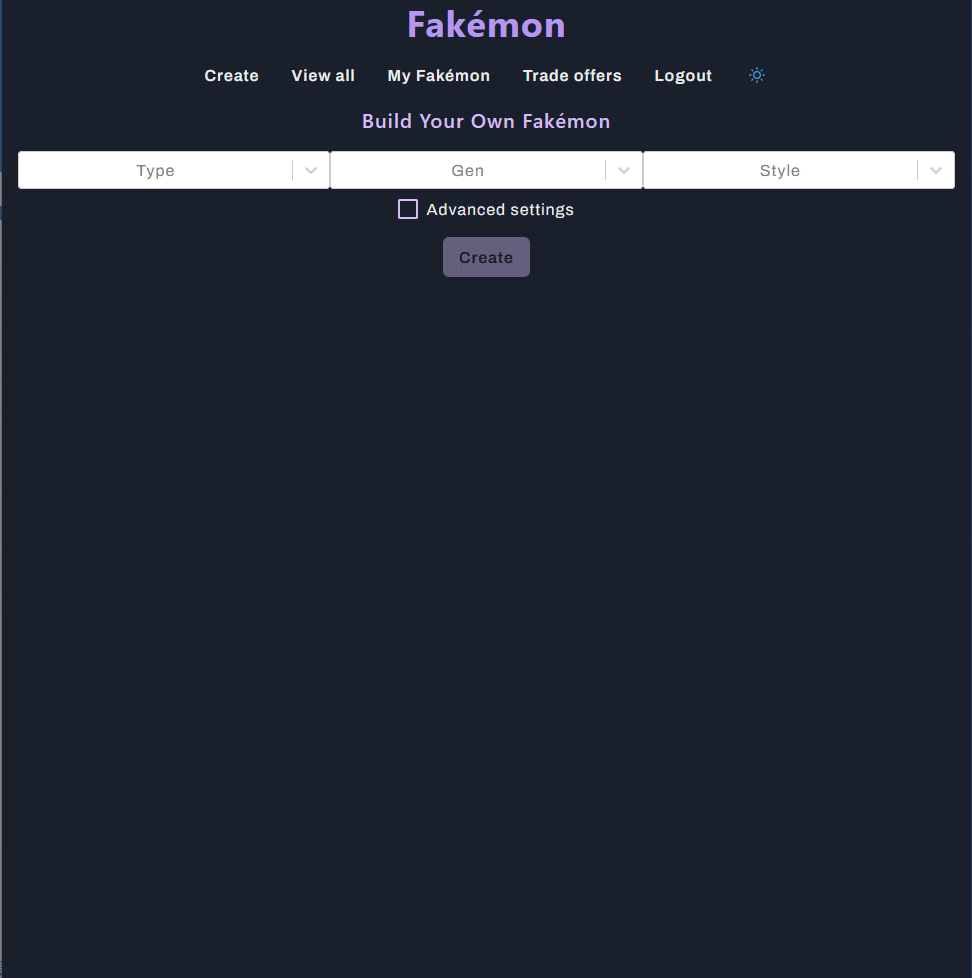 Fakémon
Create View all My Fakémon Trade offers Logout
Build Your Own Fakémon
Type Gen Style
Advanced settings
Create